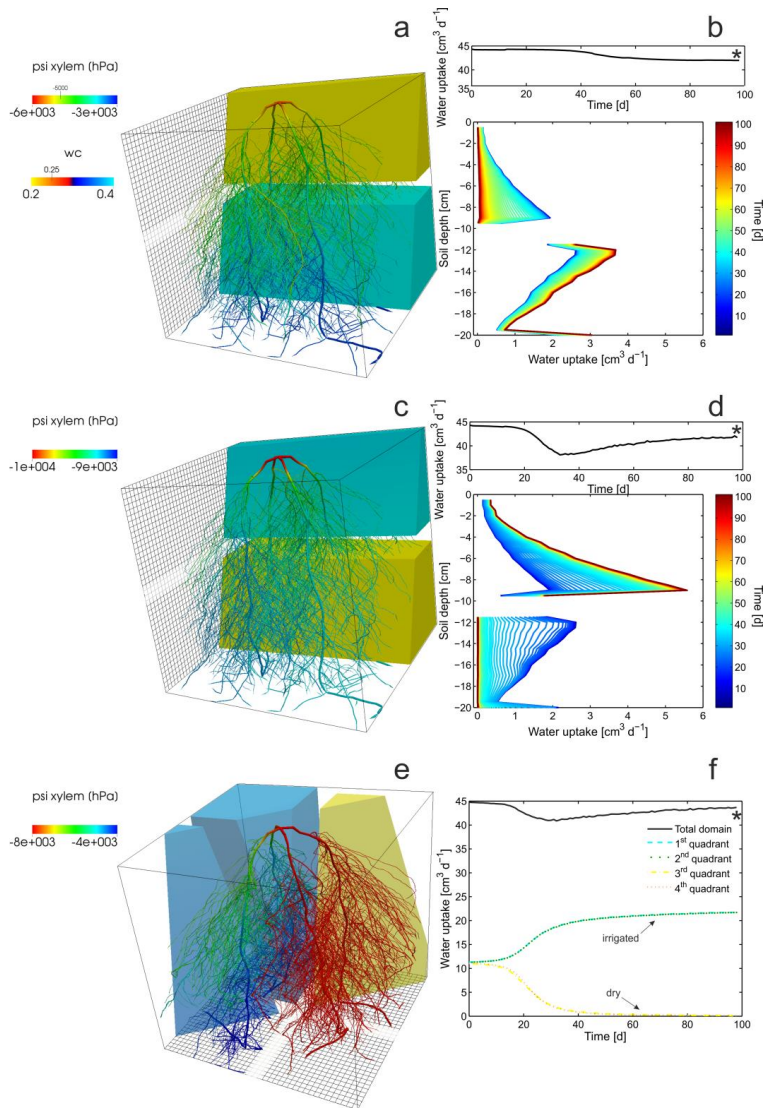 a
psi xylem (hPa)
-5000
-6e+003 -3e+003
wc
0.25
0.2 0.4
b
Water uptake [cm³ d⁻¹]
45
40
35
0 20 40 60 80 100
Time [d]
*
Soil depth [cm]
0
−2
−4
−6
−8
−10
−12
−14
−16
−18
−20
0 1 2 3 4 5 6
Water uptake [cm³ d⁻¹]
100
90
80
70
60
50
40
30
20
10
Time [d]
c
psi xylem (hPa)
-1e+004 -9e+003
d
Water uptake [cm³ d⁻¹]
45
40
35
0 20 40 60 80 100
Time [d]
*
Soil depth [cm]
0
−2
−4
−6
−8
−10
−12
−14
−16
−18
−20
0 1 2 3 4 5 6
Water uptake [cm³ d⁻¹]
100
90
80
70
60
50
40
30
20
10
Time [d]
e
psi xylem (hPa)
-8e+003 -4e+003
f
Water uptake [cm³ d⁻¹]
45
40
35
30
25
20
15
10
5
0
0 20 40 60 80 100
Time [d]
*
Total domain
1st quadrant
2nd quadrant
3rd quadrant
4th quadrant
irrigated
dry